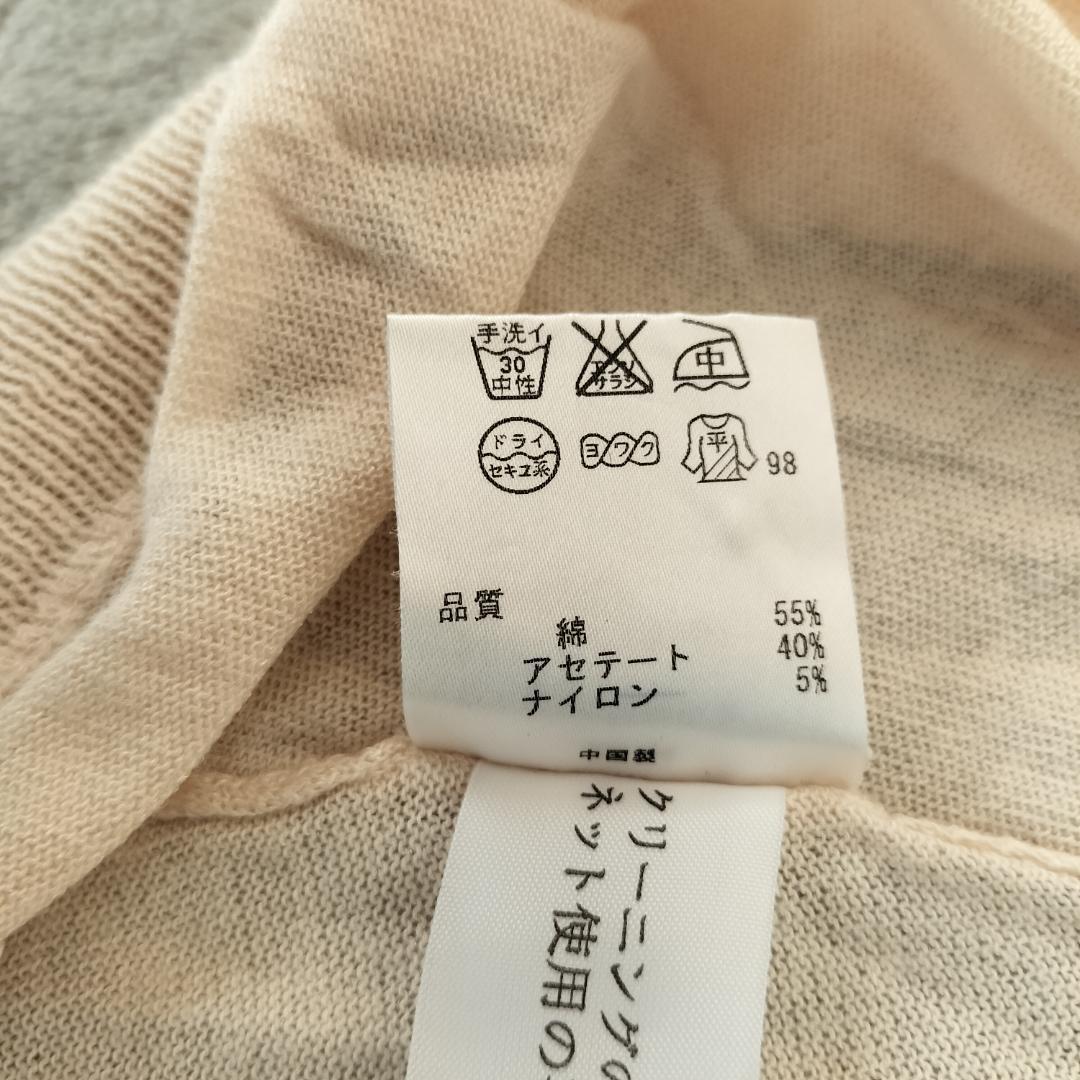 手洗イ
30
中性
エンソ
サラシ
中
ドライ
セキユ系
ヨワク
平
98
品質
綿 55%
アセテート 40%
ナイロン 5%
中国製
クリーニングの
ネット使用の